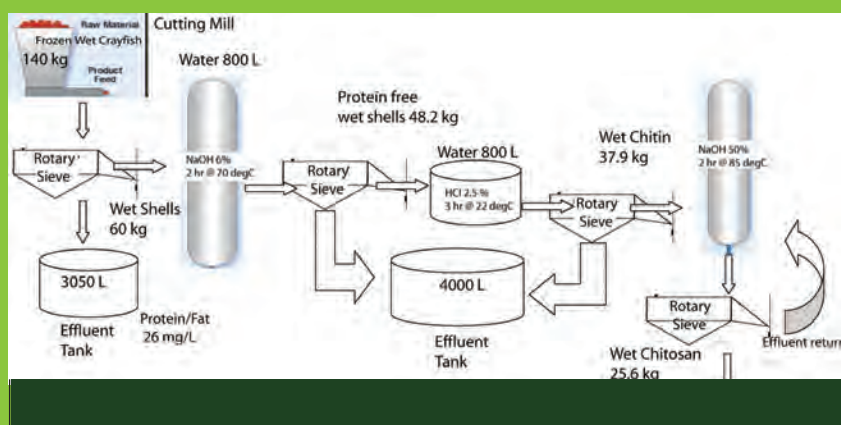 Raw Material
Frozen Wet Crayfish
140 kg
Product
Feed
Cutting Mill
Water 800 L
Rotary
Sieve
NaOH 6%
2 hr @ 70 degC
Wet Shells
60 kg
3050 L
Effluent
Tank
Protein/Fat
26 mg/L
Protein free
wet shells 48.2 kg
Rotary
Sieve
Water 800 L
HCl 2.5 %
3 hr @ 22 degC
4000 L
Effluent
Tank
Wet Chitin
37.9 kg
Rotary
Sieve
NaOH 50%
2 hr @ 85 degC
Rotary
Sieve
Effluent return
Wet Chitosan
25.6 kg